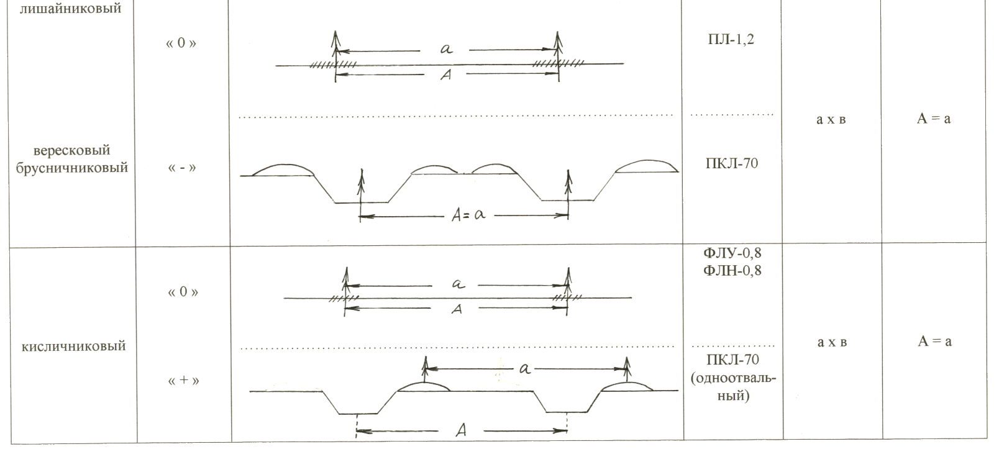 лишайниковый
« 0 »
a
A
ПЛ-1,2
а х в
А = а
вересковый
брусничниковый
« - »
A=a
ПКЛ-70
кисличниковый
« 0 »
a
A
ФЛУ-0,8
ФЛН-0,8
а х в
А = а
« + »
a
A
ПКЛ-70
(одноотваль-
ный)